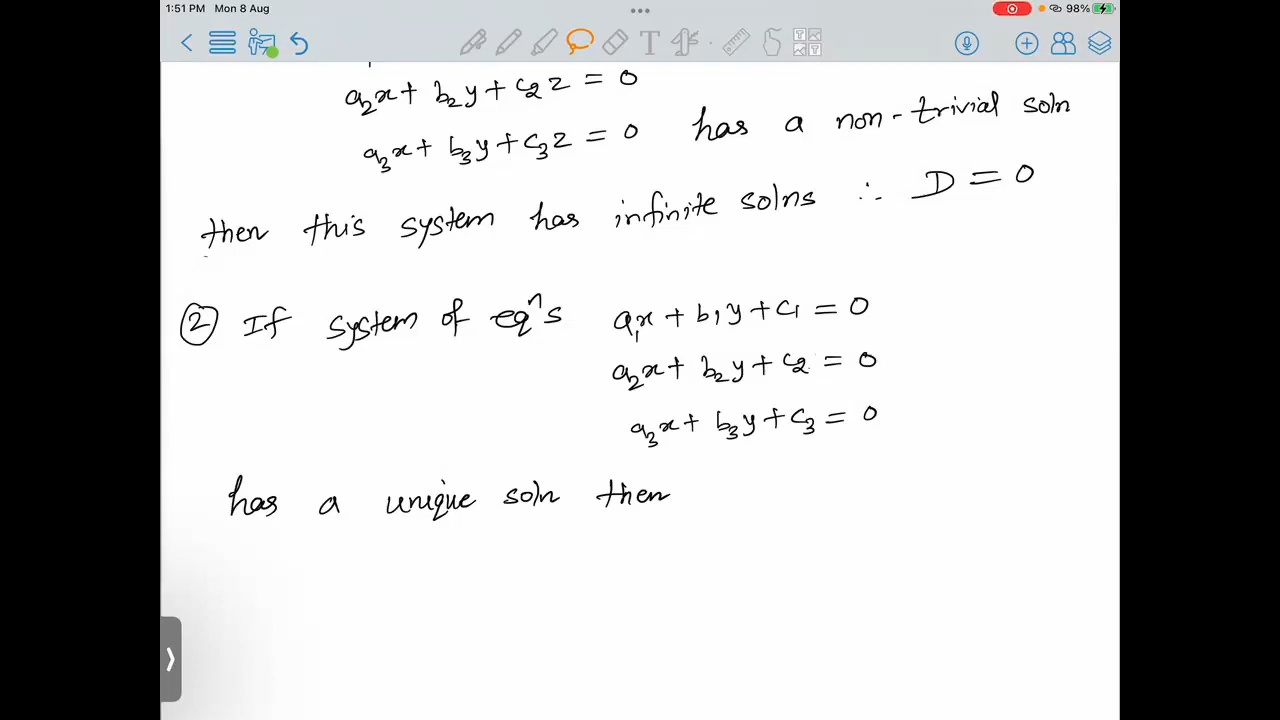 1:51 PM Mon 8 Aug
98%
a₂x + b₂y + c₂z = 0
a₃x + b₃y + c₃z = 0 has a non-trivial soln
then this system has infinite solns ∴ D = 0
② If system of eqⁿs a₁x + b₁y + c₁ = 0
a₂x + b₂y + c₂ = 0
a₃x + b₃y + c₃ = 0
has a unique soln then